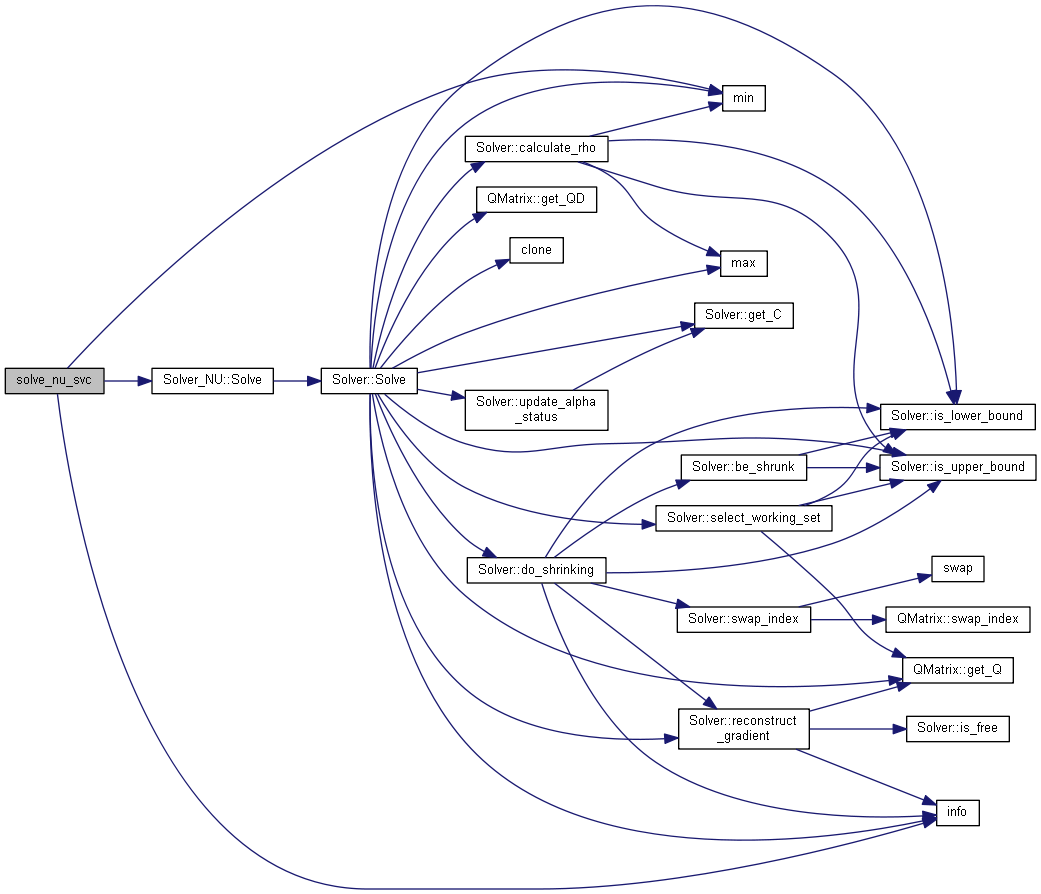 min
Solver::calculate_rho
QMatrix::get_QD
clone
max
Solver::get_C
solve_nu_svc
Solver_NU::Solve
Solver::Solve
Solver::update_alpha
_status
Solver::is_lower_bound
Solver::be_shrunk
Solver::is_upper_bound
Solver::select_working_set
Solver::do_shrinking
swap
Solver::swap_index
QMatrix::swap_index
QMatrix::get_Q
Solver::reconstruct
_gradient
Solver::is_free
info